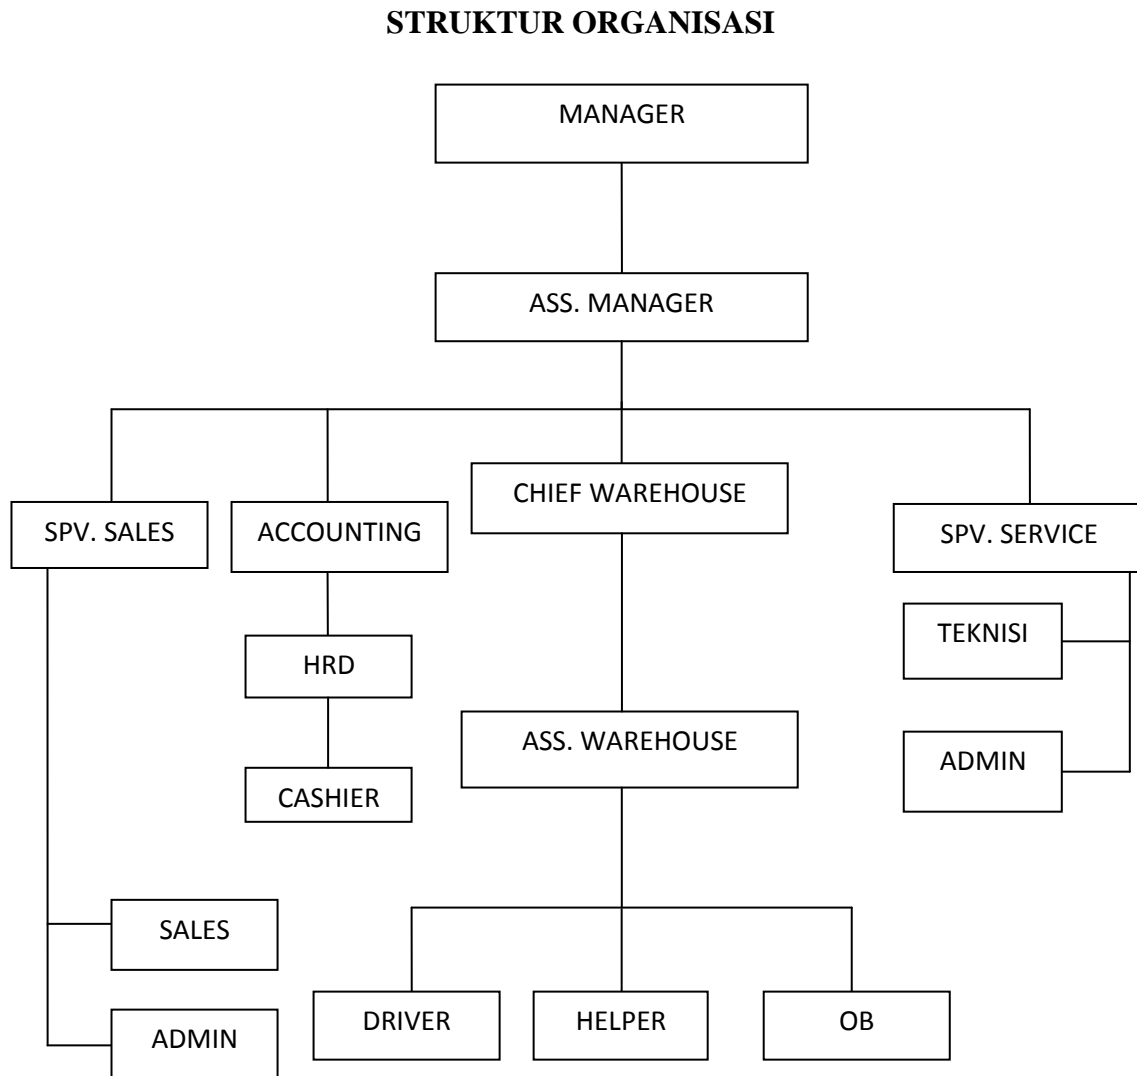 STRUKTUR ORGANISASI
MANAGER
ASS. MANAGER
CHIEF WAREHOUSE
SPV. SALES
ACCOUNTING
SPV. SERVICE
TEKNISI
HRD
ASS. WAREHOUSE
ADMIN
CASHIER
SALES
DRIVER
HELPER
OB
ADMIN